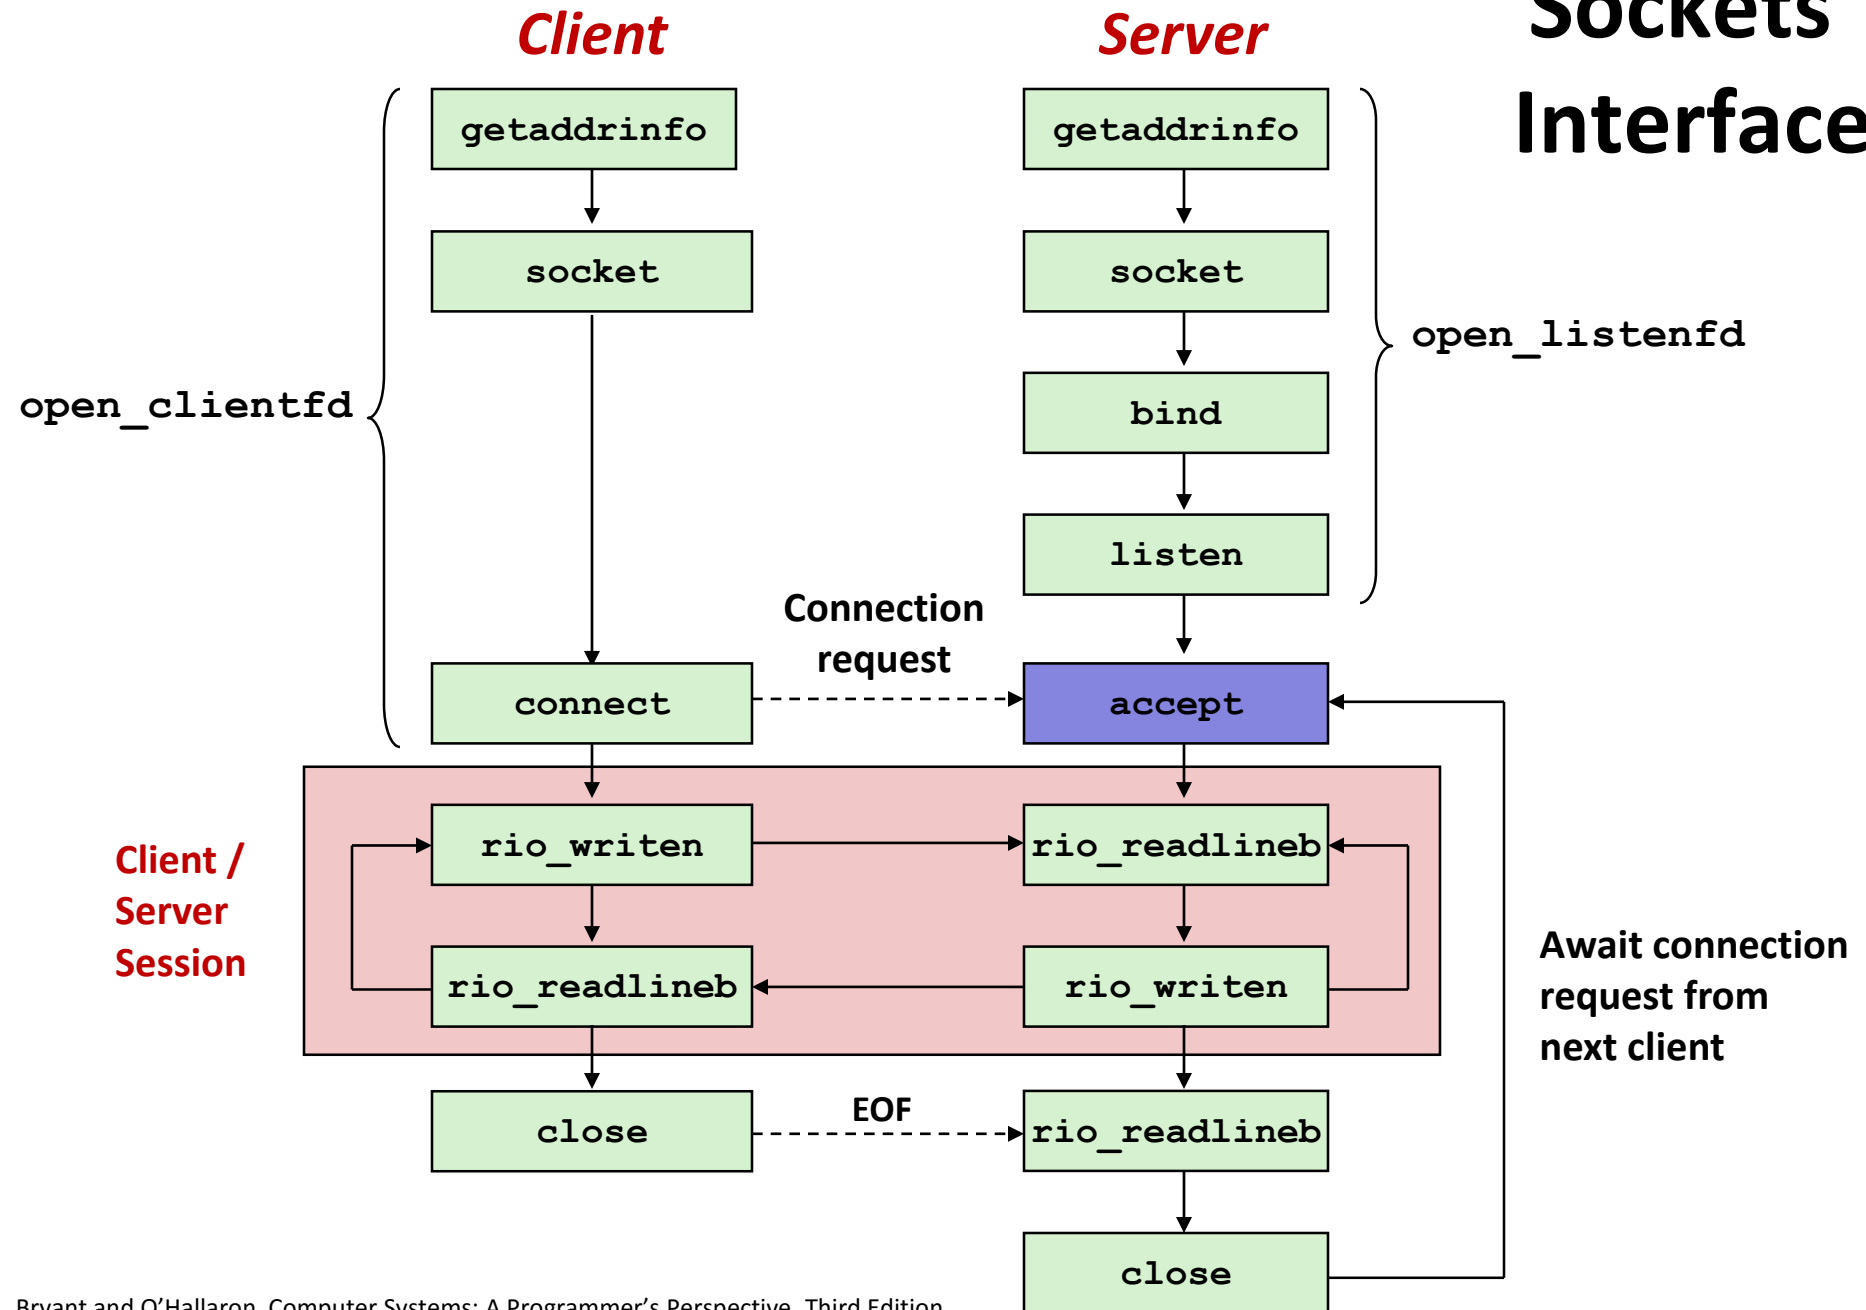 Client
Server
Sockets
Interface
getaddrinfo
getaddrinfo
socket
socket
open_listenfd
open_clientfd
bind
listen
Connection
request
connect
accept
Client /
Server
Session
rio_writen
rio_readlineb
rio_readlineb
rio_writen
Await connection
request from
next client
close
EOF
rio_readlineb
close
Bryant and O'Hallaron, Computer Systems: A Programmer's Perspective, Third Edition